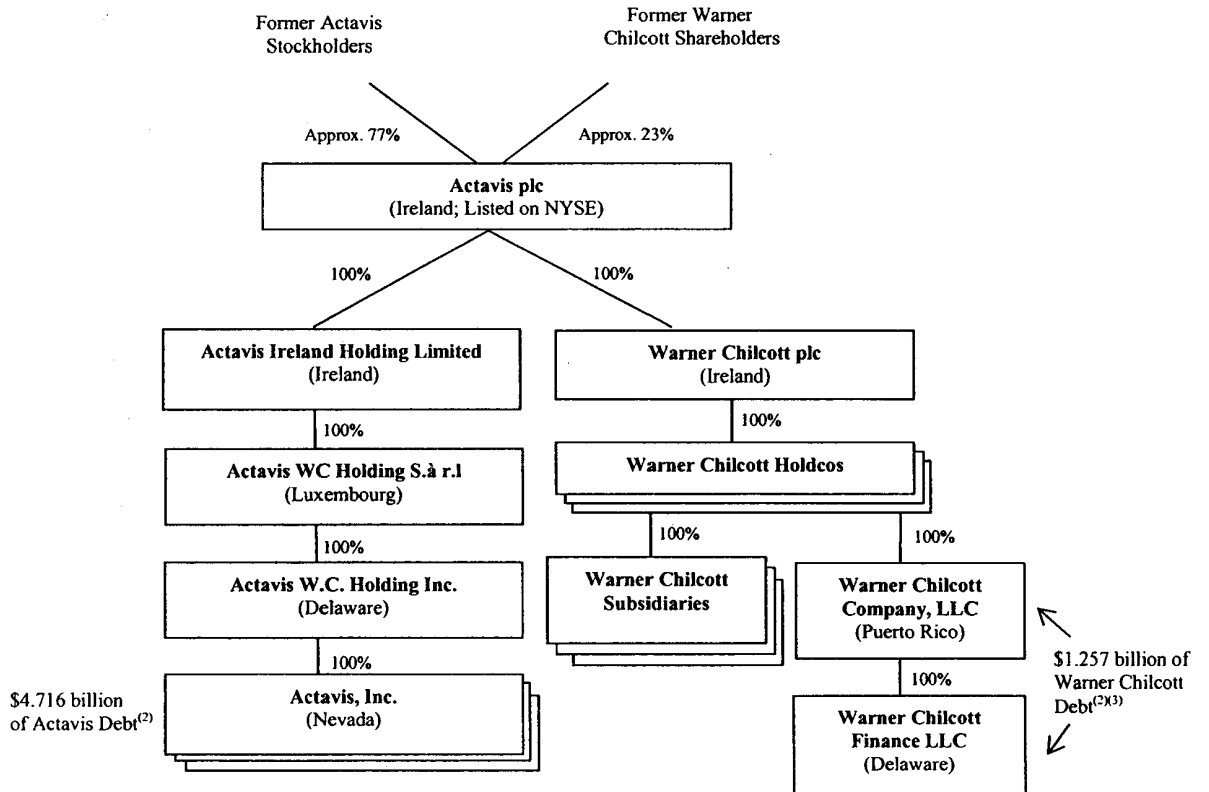 Former Actavis
Stockholders
Former Warner
Chilcott Shareholders
Approx. 77%
Approx. 23%
Actavis plc
(Ireland; Listed on NYSE)
100%
100%
Actavis Ireland Holding Limited
(Ireland)
Warner Chilcott plc
(Ireland)
100%
100%
Actavis WC Holding S.à r.l
(Luxembourg)
Warner Chilcott Holdcos
100%
100%
100%
Actavis W.C. Holding Inc.
(Delaware)
Warner Chilcott
Subsidiaries
Warner Chilcott
Company, LLC
(Puerto Rico)
100%
100%
$4.716 billion
of Actavis Debt(2)
Actavis, Inc.
(Nevada)
$1.257 billion of
Warner Chilcott
Debt(2)(3)
Warner Chilcott
Finance LLC
(Delaware)